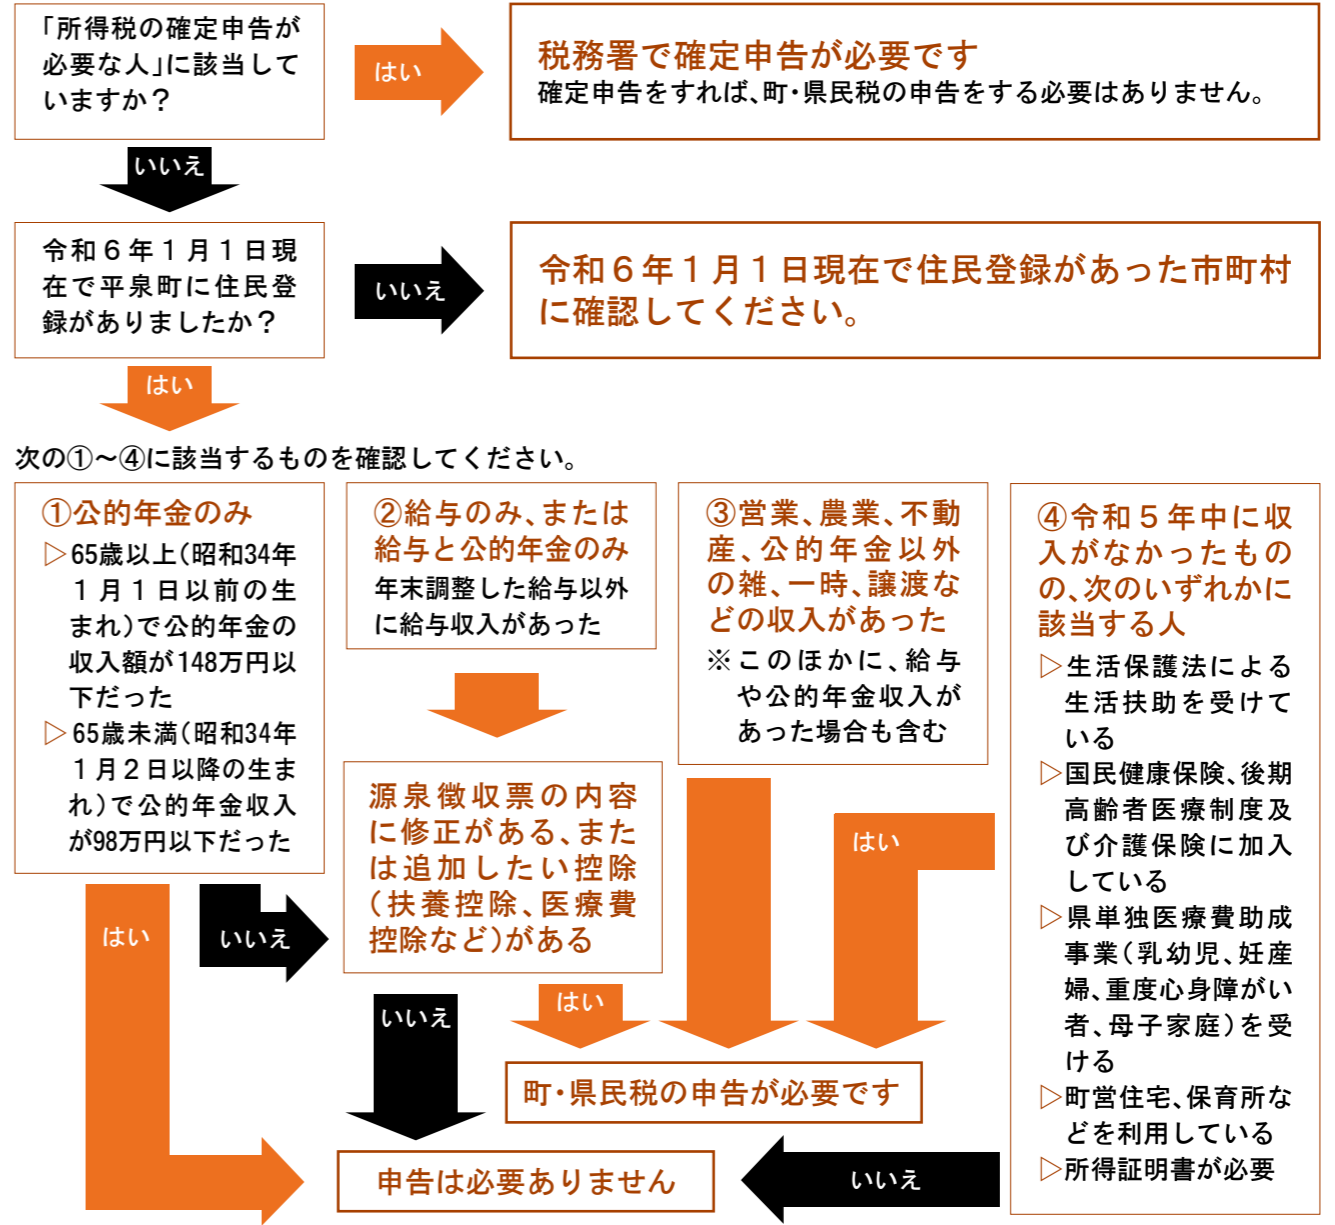 「所得税の確定申告が
必要な人」に該当して
いますか？
はい
税務署で確定申告が必要です
確定申告をすれば、町・県民税の申告をする必要はありません。
いいえ
令和６年１月１日現
在で平泉町に住民登
録がありましたか？
いいえ
令和６年１月１日現在で住民登録があった市町村
に確認してください。
はい
次の①〜④に該当するものを確認してください。
①公的年金のみ
▷65歳以上（昭和34年
１月１日以前の生
まれ）で公的年金の
収入額が148万円以
下だった
▷65歳未満（昭和34年
１月２日以降の生ま
れ）で公的年金収入
が98万円以下だった
はい
いいえ
②給与のみ、または
給与と公的年金のみ
年末調整した給与以外
に給与収入があった
源泉徴収票の内容
に修正がある、また
は追加したい控除
（扶養控除、医療費
控除など）がある
いいえ
はい
③営業、農業、不動
産、公的年金以外
の雑、一時、譲渡な
どの収入があった
※このほかに、給与
や公的年金収入が
あった場合も含む
④令和５年中に収
入がなかったもの
の、次のいずれかに
該当する人
▷生活保護法による
生活扶助を受けて
いる
▷国民健康保険、後期
高齢者医療制度及
び介護保険に加入
している
▷県単独医療費助成
事業（乳幼児、妊産
婦、重度心身障がい
者、母子家庭）を受
ける
▷町営住宅、保育所な
どを利用している
▷所得証明書が必要
はい
町・県民税の申告が必要です
いいえ
申告は必要ありません